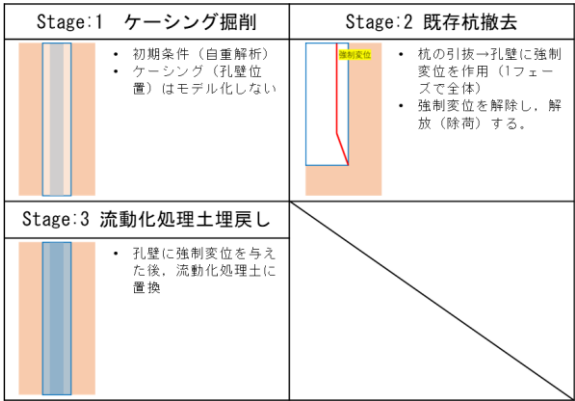 Stage:1 ケーシング掘削
• 初期条件（自重解析）
• ケーシング（孔壁位
置）はモデル化しない
Stage:2 既存杭撤去
強制変位
• 杭の引抜→孔壁に強制
変位を作用（1フェー
ズで全体）
• 強制変位を解除し，解
放（除荷）する．
Stage:3 流動化処理土埋戻し
• 孔壁に強制変位を与え
た後，流動化処理土に
置換